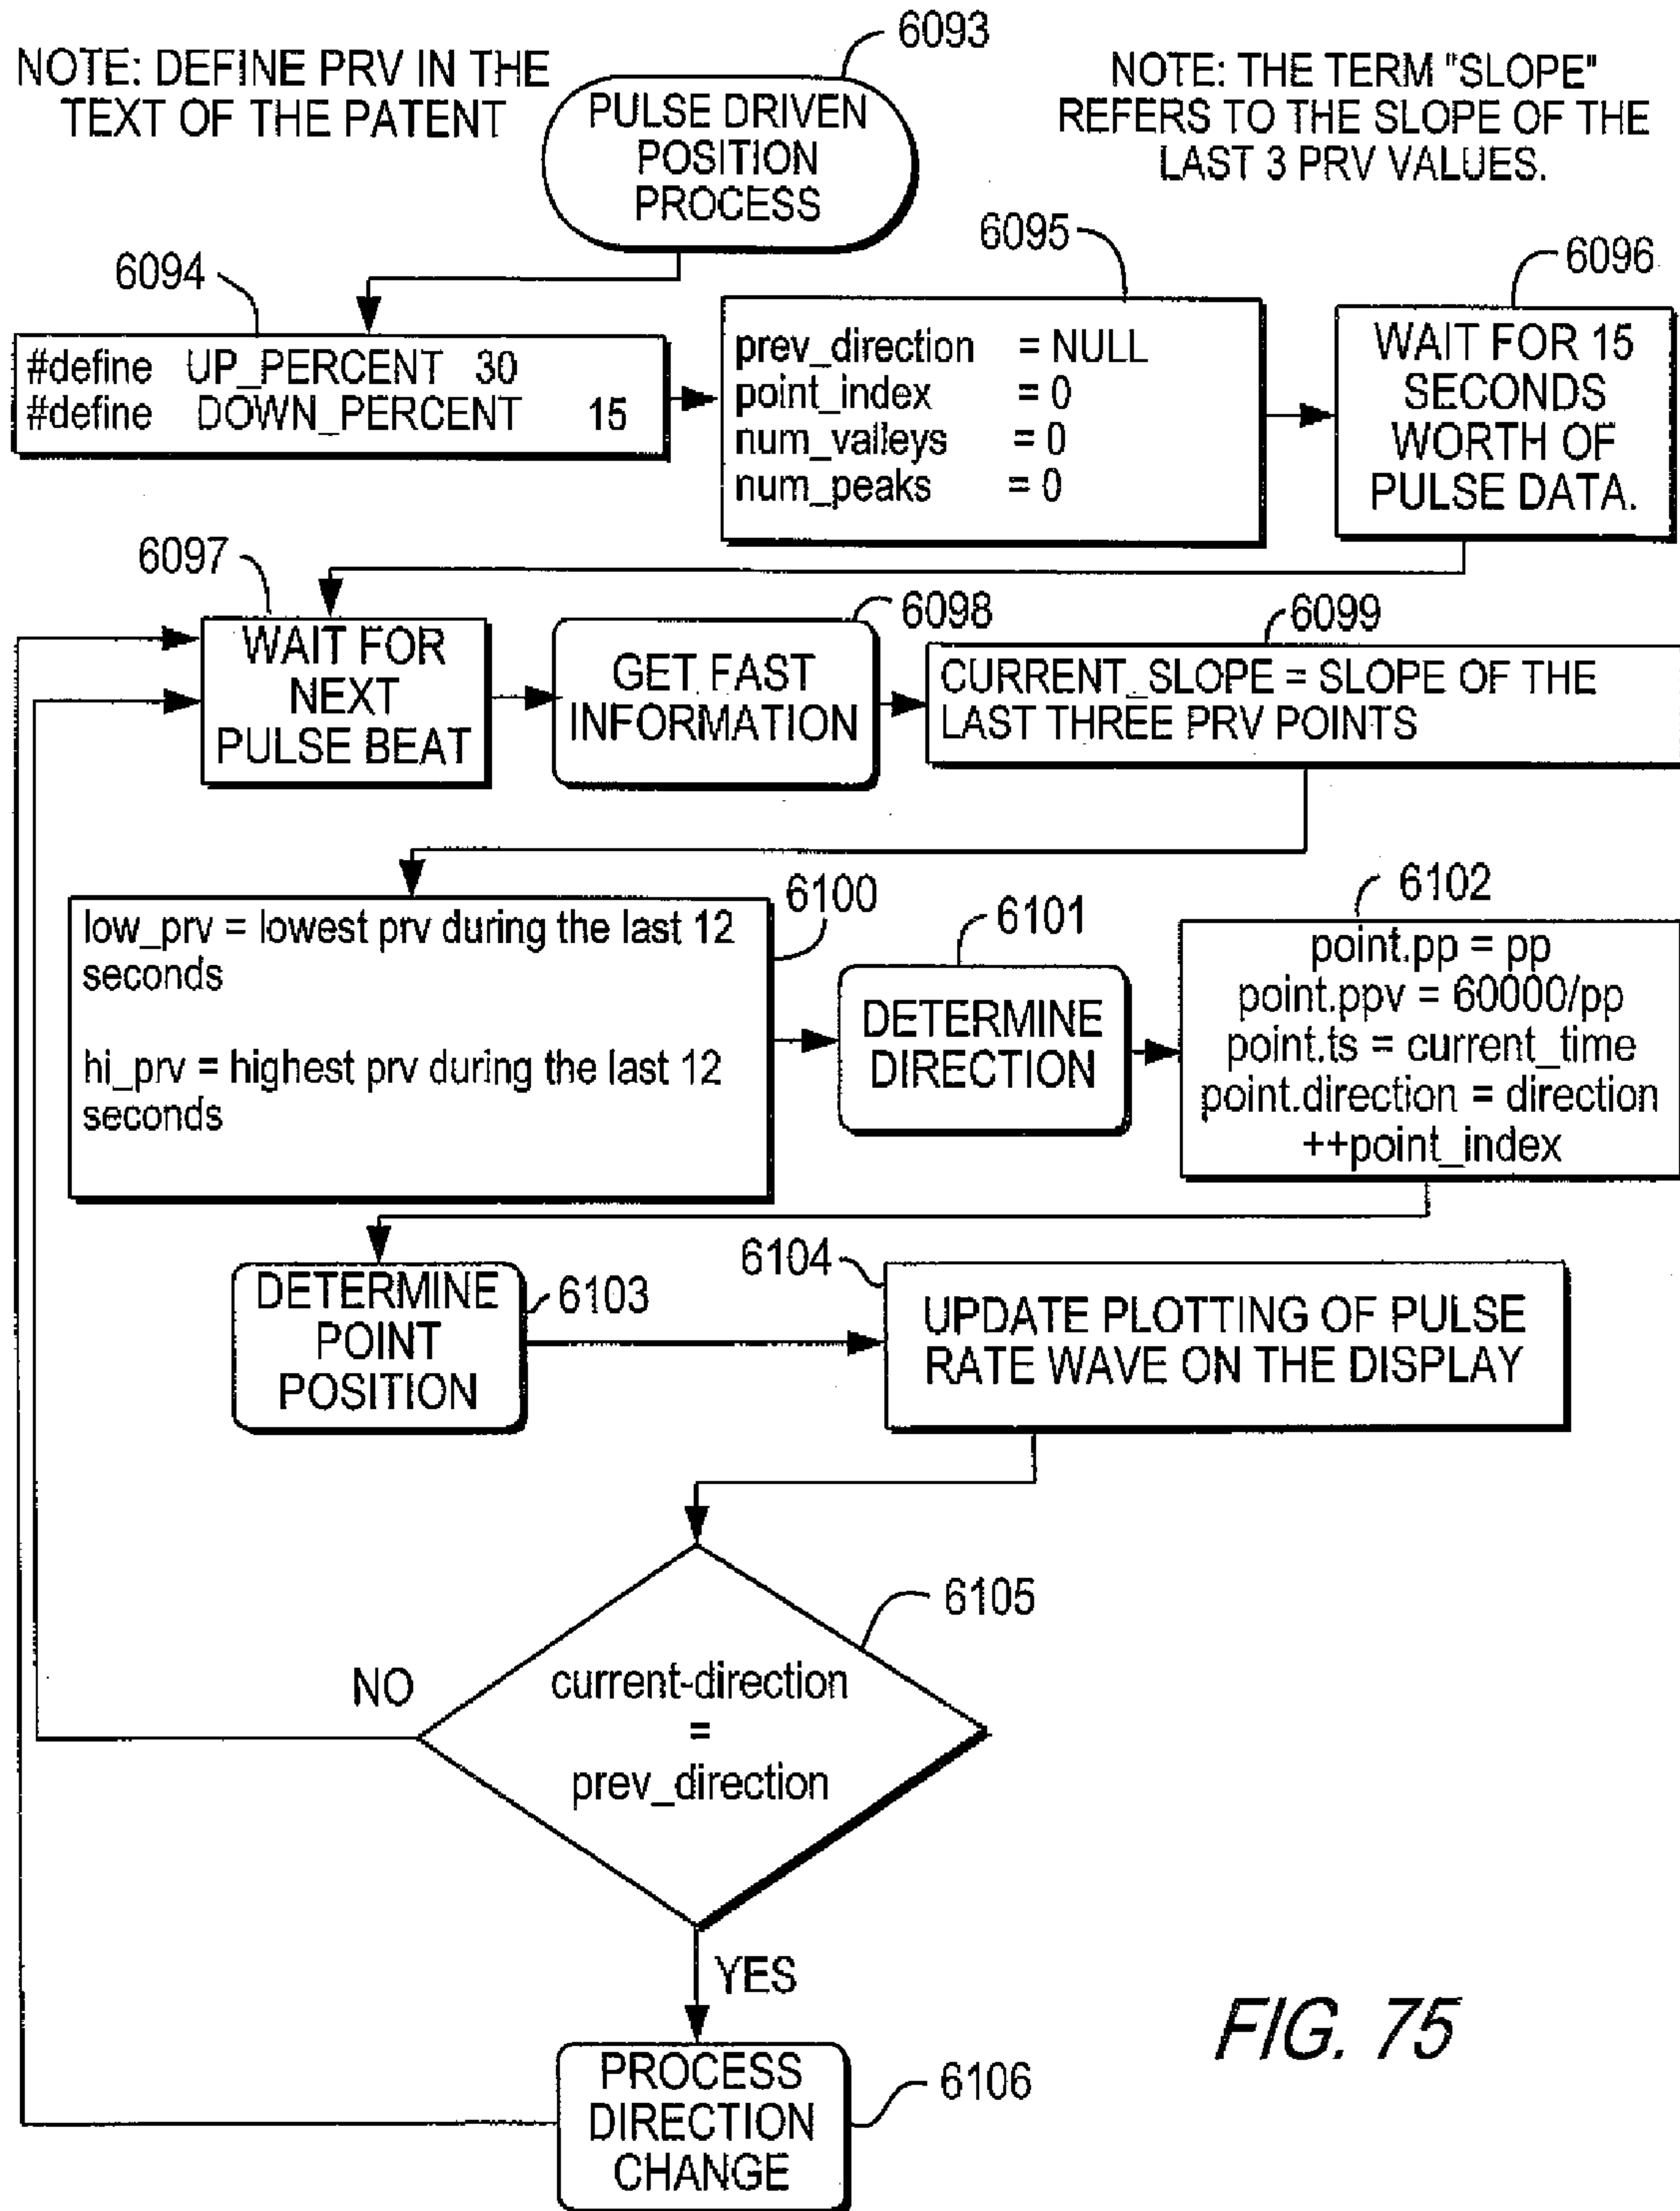 6093
NOTE: DEFINE PRV IN THE
TEXT OF THE PATENT
PULSE DRIVEN
POSITION
PROCESS
NOTE: THE TERM "SLOPE"
REFERS TO THE SLOPE OF THE
LAST 3 PRV VALUES.
6094
#define UP_PERCENT 30
#define DOWN_PERCENT 15
6095
prev_direction = NULL
point_index = 0
num_valleys = 0
num_peaks = 0
6096
WAIT FOR 15
SECONDS
WORTH OF
PULSE DATA.
6097
WAIT FOR
NEXT
PULSE BEAT
6098
GET FAST
INFORMATION
6099
CURRENT_SLOPE = SLOPE OF THE
LAST THREE PRV POINTS
6100
low_prv = lowest prv during the last 12
seconds
hi_prv = highest prv during the last 12
seconds
6101
DETERMINE
DIRECTION
6102
point.pp = pp
point.ppv = 60000/pp
point.ts = current_time
point.direction = direction
++point_index
DETERMINE
POINT
POSITION
6103
6104
UPDATE PLOTTING OF PULSE
RATE WAVE ON THE DISPLAY
6105
current-direction
=
prev_direction
NO
YES
PROCESS
DIRECTION
CHANGE
6106
FIG. 75